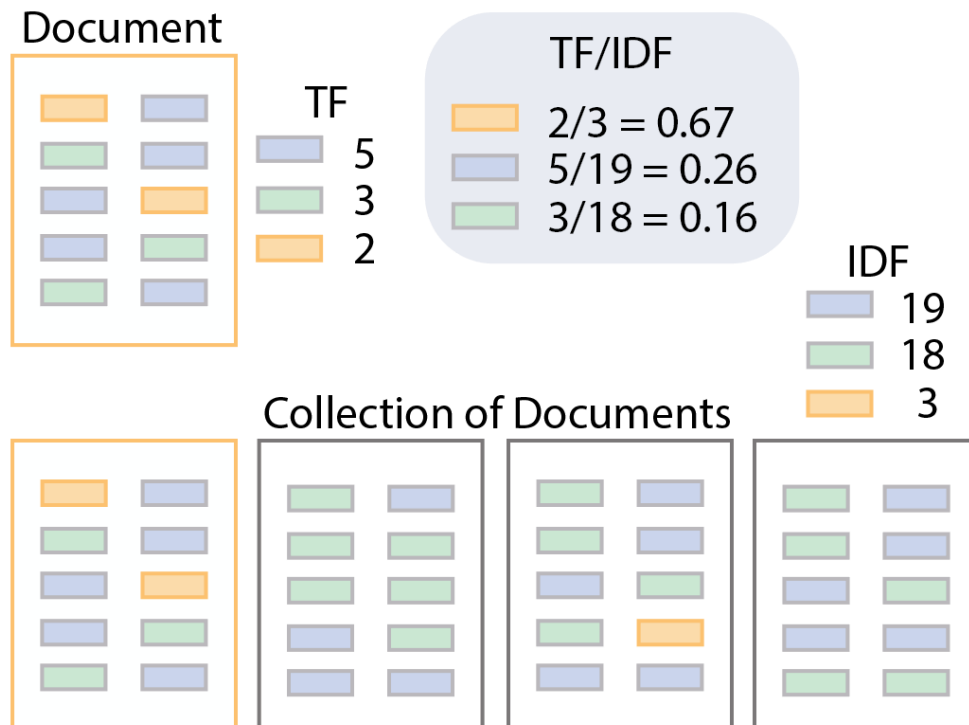 Document
TF
5
3
2
TF/IDF
2/3 = 0.67
5/19 = 0.26
3/18 = 0.16
IDF
19
18
3
Collection of Documents